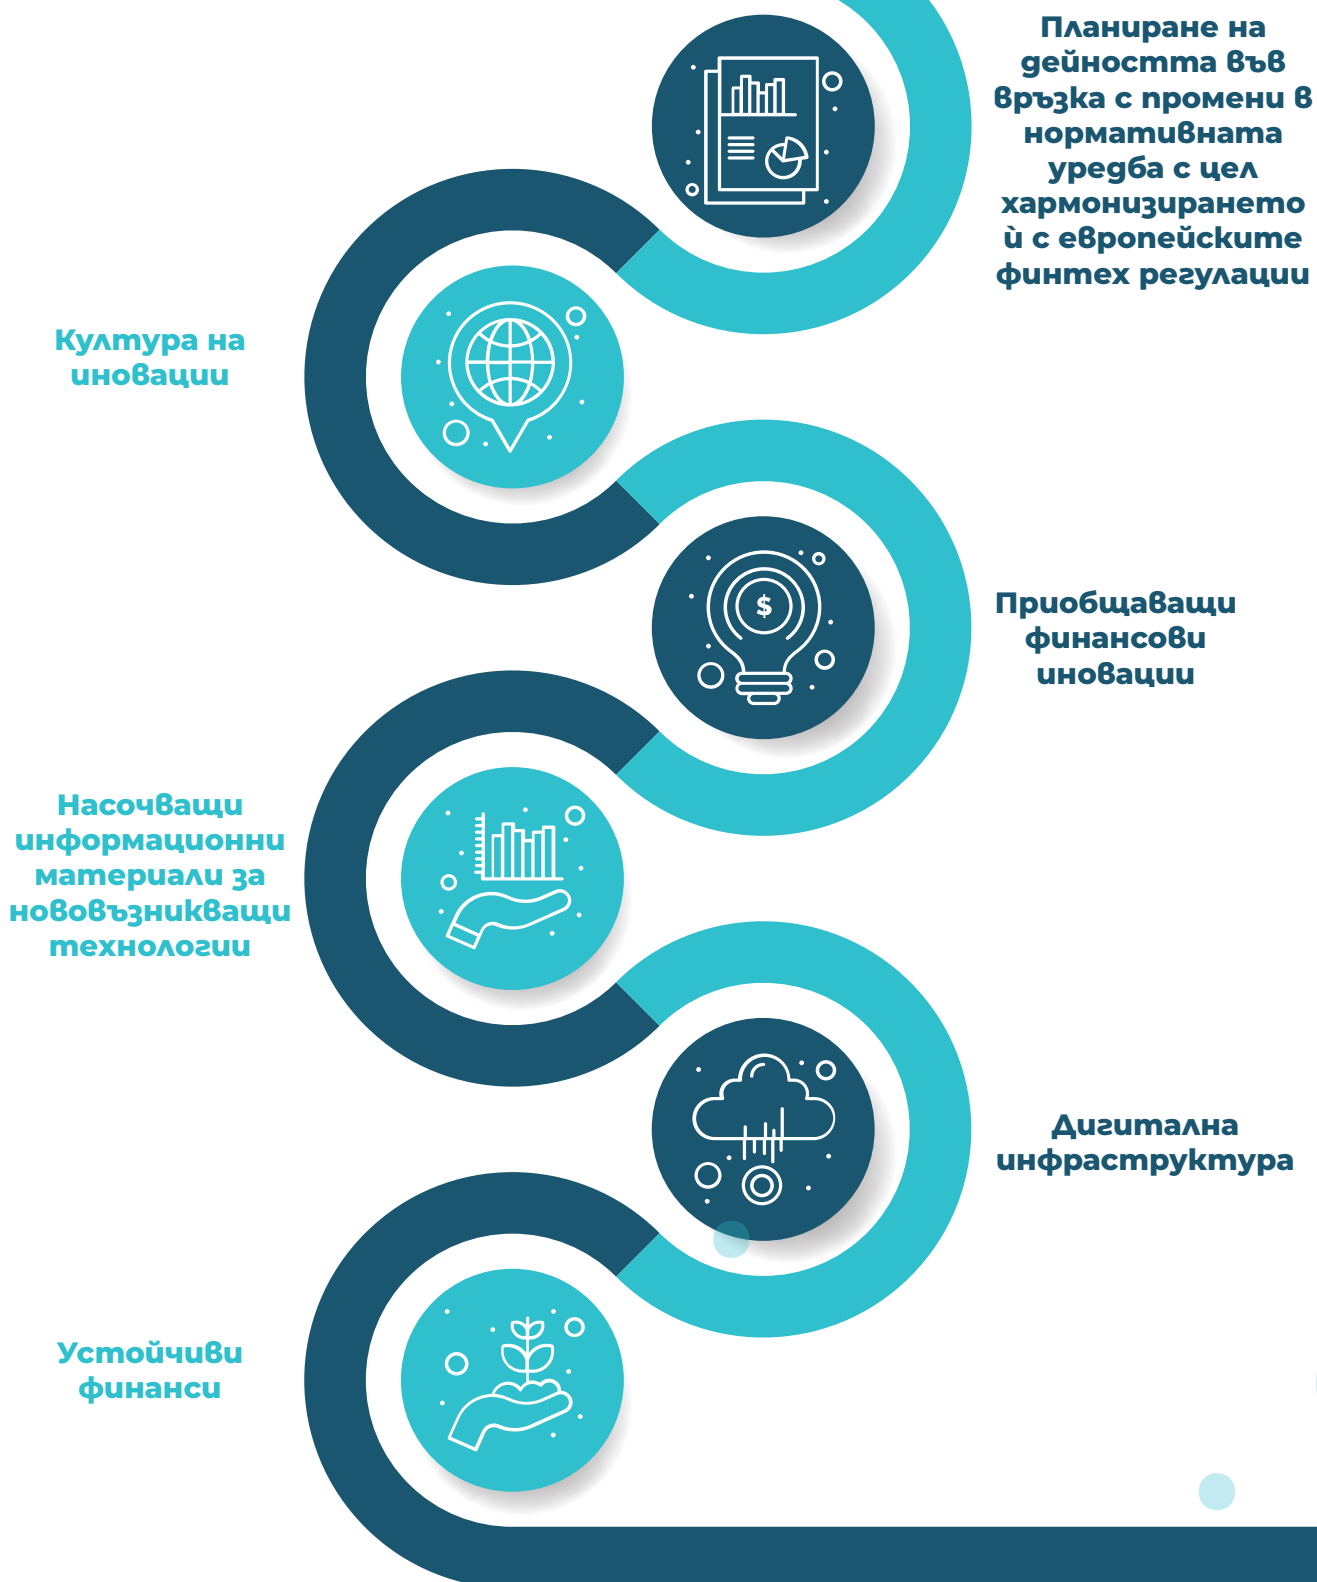 Планиране на
дейността във
връзка с промени в
нормативната
уредба с цел
хармонизирането
ѝ с европейските
финтех регулации
Култура на
иновации
$
Приобщаващи
финансови
иновации
Насочващи
информационни
материали за
нововъзникващи
технологии
Дигитална
инфраструктура
Устойчиви
финанси